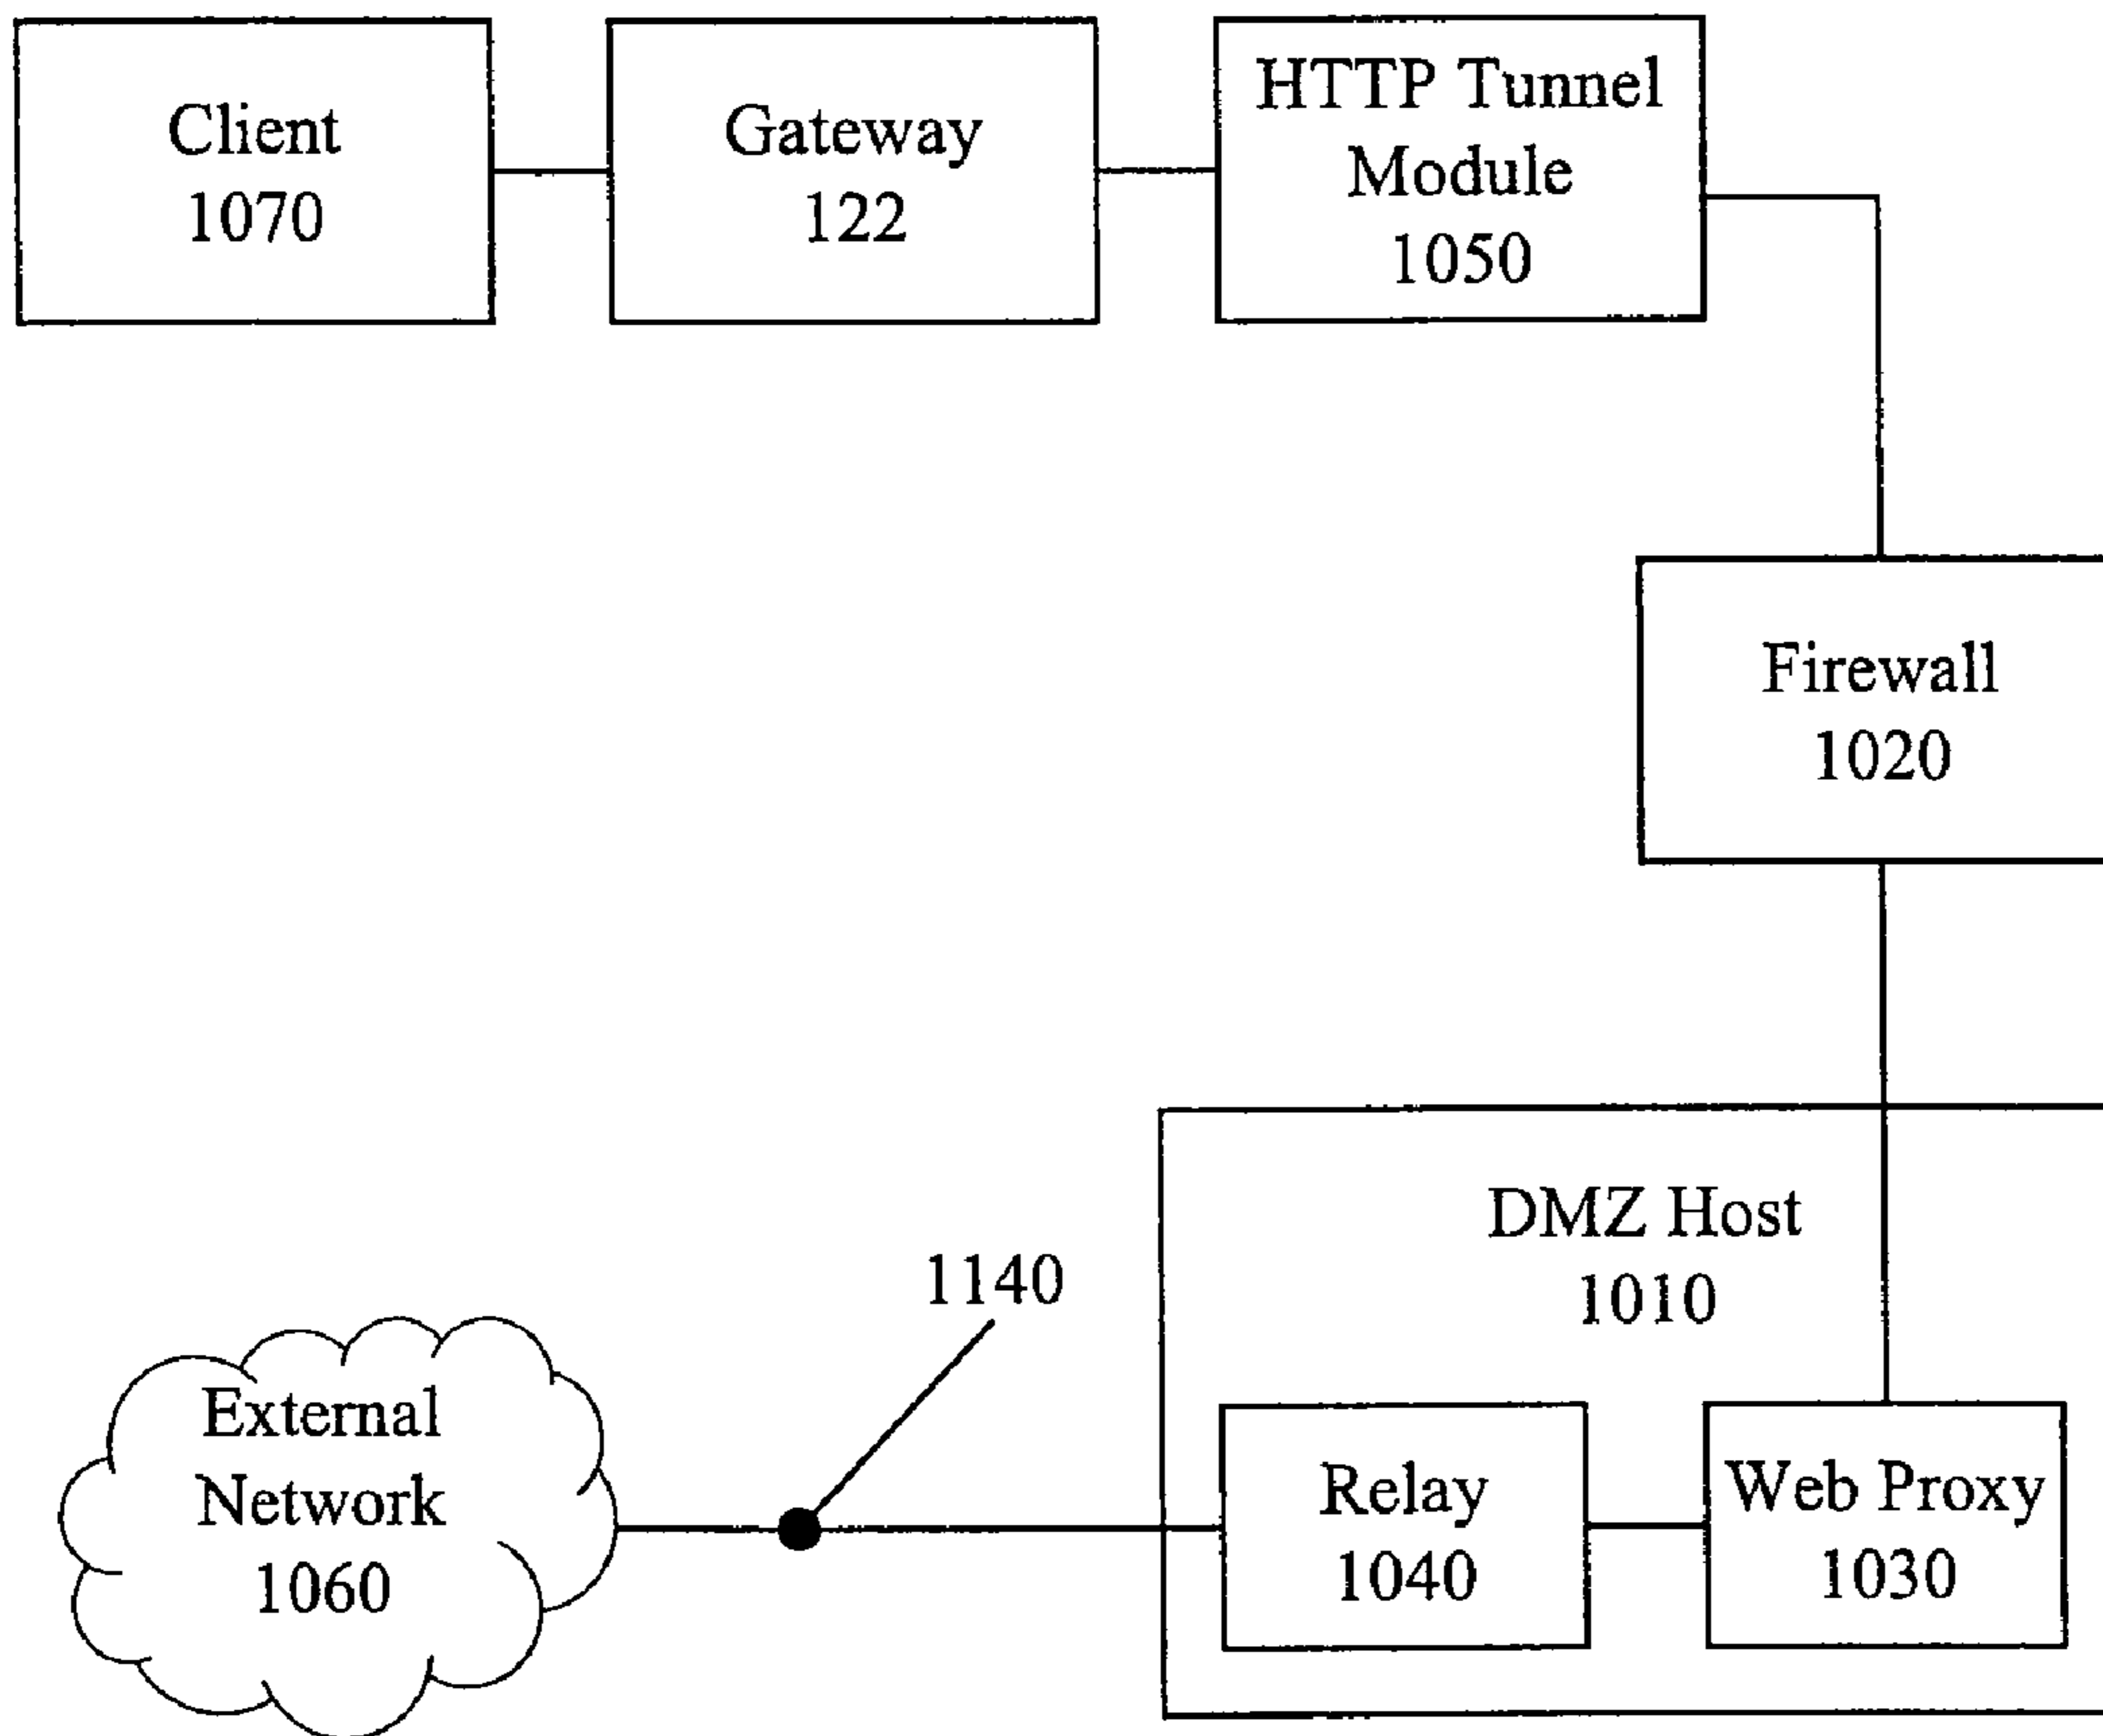 Client
1070
Gateway
122
HTTP Tunnel
Module
1050
Firewall
1020
DMZ Host
1010
1140
External
Network
1060
Relay
1040
Web Proxy
1030